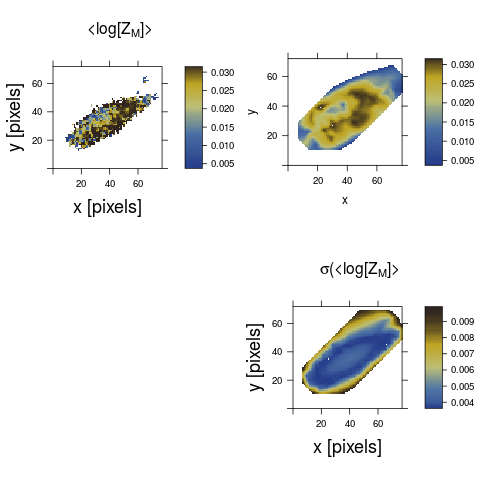 <log[Z_M]>
y [pixels]
60
40
20
20 40 60
x [pixels]
0.030
0.025
0.020
0.015
0.010
0.005
y
60
40
20
20 40 60
x
0.030
0.025
0.020
0.015
0.010
0.005
σ(<log[Z_M]>
y [pixels]
60
40
20
20 40 60
x [pixels]
0.009
0.008
0.007
0.006
0.005
0.004